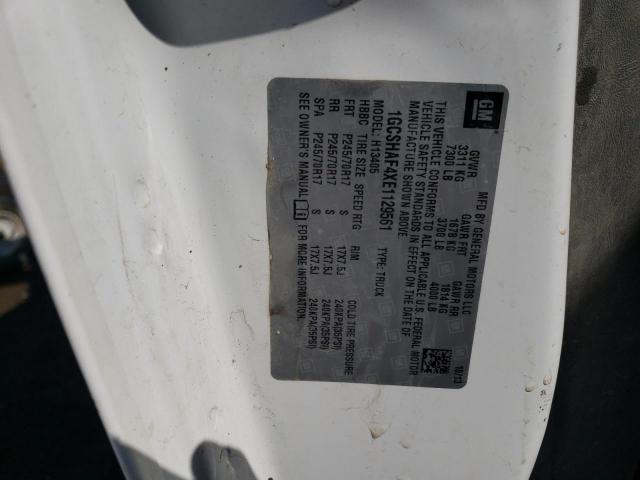 GM
MFD BY GENERAL MOTORS LLC
10/13
GVWR GAWR FRT GAWR RR
3311 KG 1678 KG 1814 KG
7300 LB 3700 LB 4000 LB
THIS VEHICLE CONFORMS TO ALL APPLICABLE U.S. FEDERAL MOTOR
VEHICLE SAFETY STANDARDS IN EFFECT ON THE DATE OF
MANUFACTURE SHOWN ABOVE.
1GCSHAF4XE1128561 TYPE: TRUCK
MODEL: H13405
HBBC TIRE SIZE SPEED RTG RIM COLD TIRE PRESSURE
FRT P245/70R17 S 17X7.5J 240KPA(35PSI)
RR P245/70R17 S 17X7.5J 240KPA(35PSI)
SPA P245/70R17 S 17X7.5J 240KPA(35PSI)
SEE OWNER'S MANUAL FOR MORE INFORMATION.